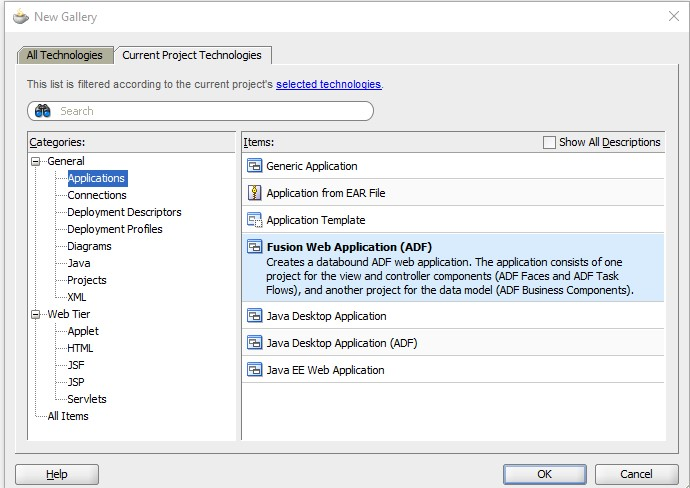 New Gallery
All Technologies
Current Project Technologies
This list is filtered according to the current project's selected technologies.
Search
Categories:
General
Applications
Connections
Deployment Descriptors
Deployment Profiles
Diagrams
Java
Projects
XML
Web Tier
Applet
HTML
JSF
JSP
Servlets
All Items
Items:
Show All Descriptions
Generic Application
Application from EAR File
Application Template
Fusion Web Application (ADF)
Creates a databound ADF web application. The application consists of one
project for the view and controller components (ADF Faces and ADF Task
Flows), and another project for the data model (ADF Business Components).
Java Desktop Application
Java Desktop Application (ADF)
Java EE Web Application
Help
OK
Cancel